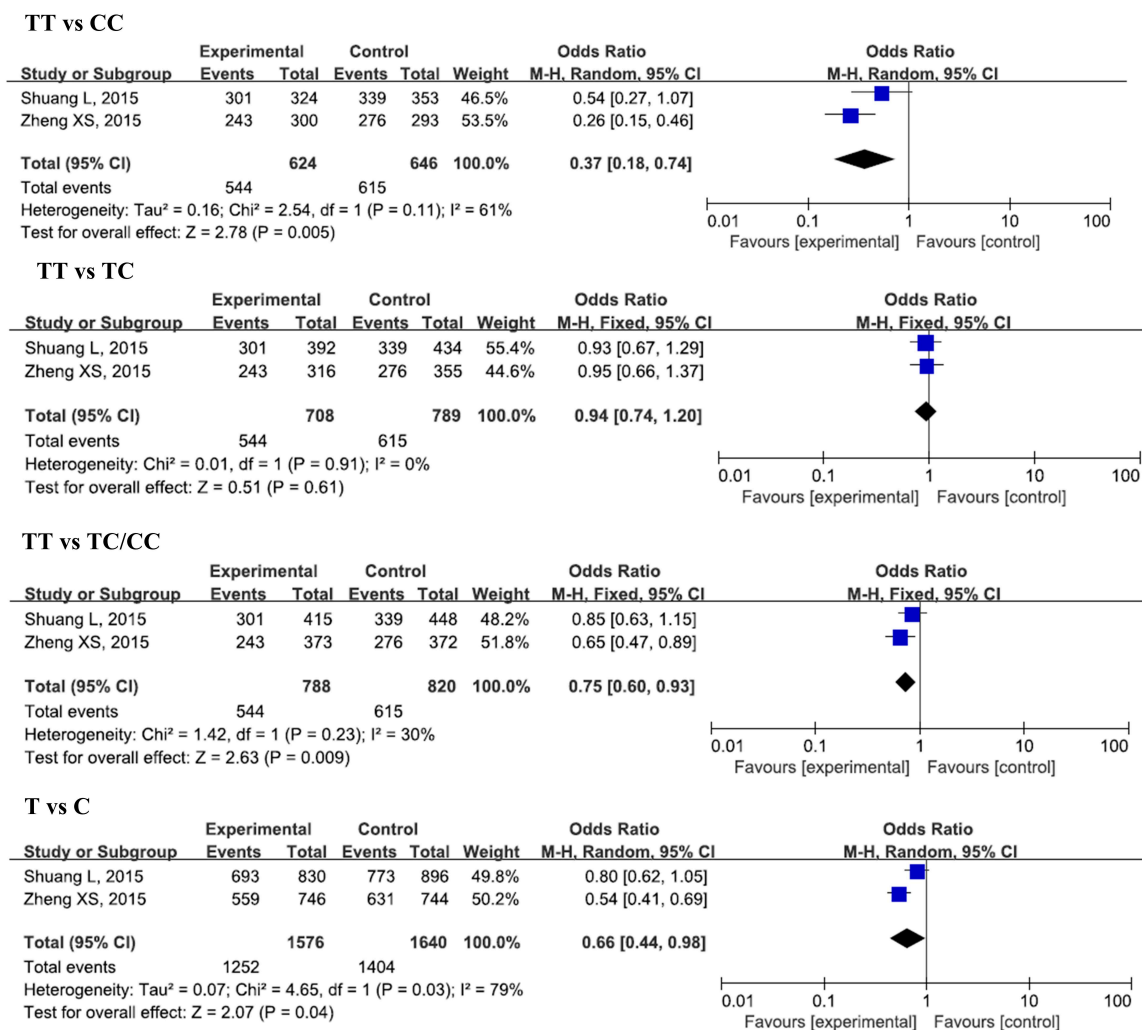 TT vs CC
Experimental Control Odds Ratio Odds Ratio
Study or Subgroup Events Total Events Total Weight M-H, Random, 95% CI M-H, Random, 95% CI
Shuang L, 2015 301 324 339 353 46.5% 0.54 [0.27, 1.07]
Zheng XS, 2015 243 300 276 293 53.5% 0.26 [0.15, 0.46]
Total (95% CI) 624 646 100.0% 0.37 [0.18, 0.74]
Total events 544 615
Heterogeneity: Tau² = 0.16; Chi² = 2.54, df = 1 (P = 0.11); I² = 61%
Test for overall effect: Z = 2.78 (P = 0.005)
0.01 0.1 1 10 100
Favours [experimental] Favours [control]
TT vs TC
Experimental Control Odds Ratio Odds Ratio
Study or Subgroup Events Total Events Total Weight M-H, Fixed, 95% CI M-H, Fixed, 95% CI
Shuang L, 2015 301 392 339 434 55.4% 0.93 [0.67, 1.29]
Zheng XS, 2015 243 316 276 355 44.6% 0.95 [0.66, 1.37]
Total (95% CI) 708 789 100.0% 0.94 [0.74, 1.20]
Total events 544 615
Heterogeneity: Chi² = 0.01, df = 1 (P = 0.91); I² = 0%
Test for overall effect: Z = 0.51 (P = 0.61)
0.01 0.1 1 10 100
Favours [experimental] Favours [control]
TT vs TC/CC
Experimental Control Odds Ratio Odds Ratio
Study or Subgroup Events Total Events Total Weight M-H, Fixed, 95% CI M-H, Fixed, 95% CI
Shuang L, 2015 301 415 339 448 48.2% 0.85 [0.63, 1.15]
Zheng XS, 2015 243 373 276 372 51.8% 0.65 [0.47, 0.89]
Total (95% CI) 788 820 100.0% 0.75 [0.60, 0.93]
Total events 544 615
Heterogeneity: Chi² = 1.42, df = 1 (P = 0.23); I² = 30%
Test for overall effect: Z = 2.63 (P = 0.009)
0.01 0.1 1 10 100
Favours [experimental] Favours [control]
T vs C
Experimental Control Odds Ratio Odds Ratio
Study or Subgroup Events Total Events Total Weight M-H, Random, 95% CI M-H, Random, 95% CI
Shuang L, 2015 693 830 773 896 49.8% 0.80 [0.62, 1.05]
Zheng XS, 2015 559 746 631 744 50.2% 0.54 [0.41, 0.69]
Total (95% CI) 1576 1640 100.0% 0.66 [0.44, 0.98]
Total events 1252 1404
Heterogeneity: Tau² = 0.07; Chi² = 4.65, df = 1 (P = 0.03); I² = 79%
Test for overall effect: Z = 2.07 (P = 0.04)
0.01 0.1 1 10 100
Favours [experimental] Favours [control]